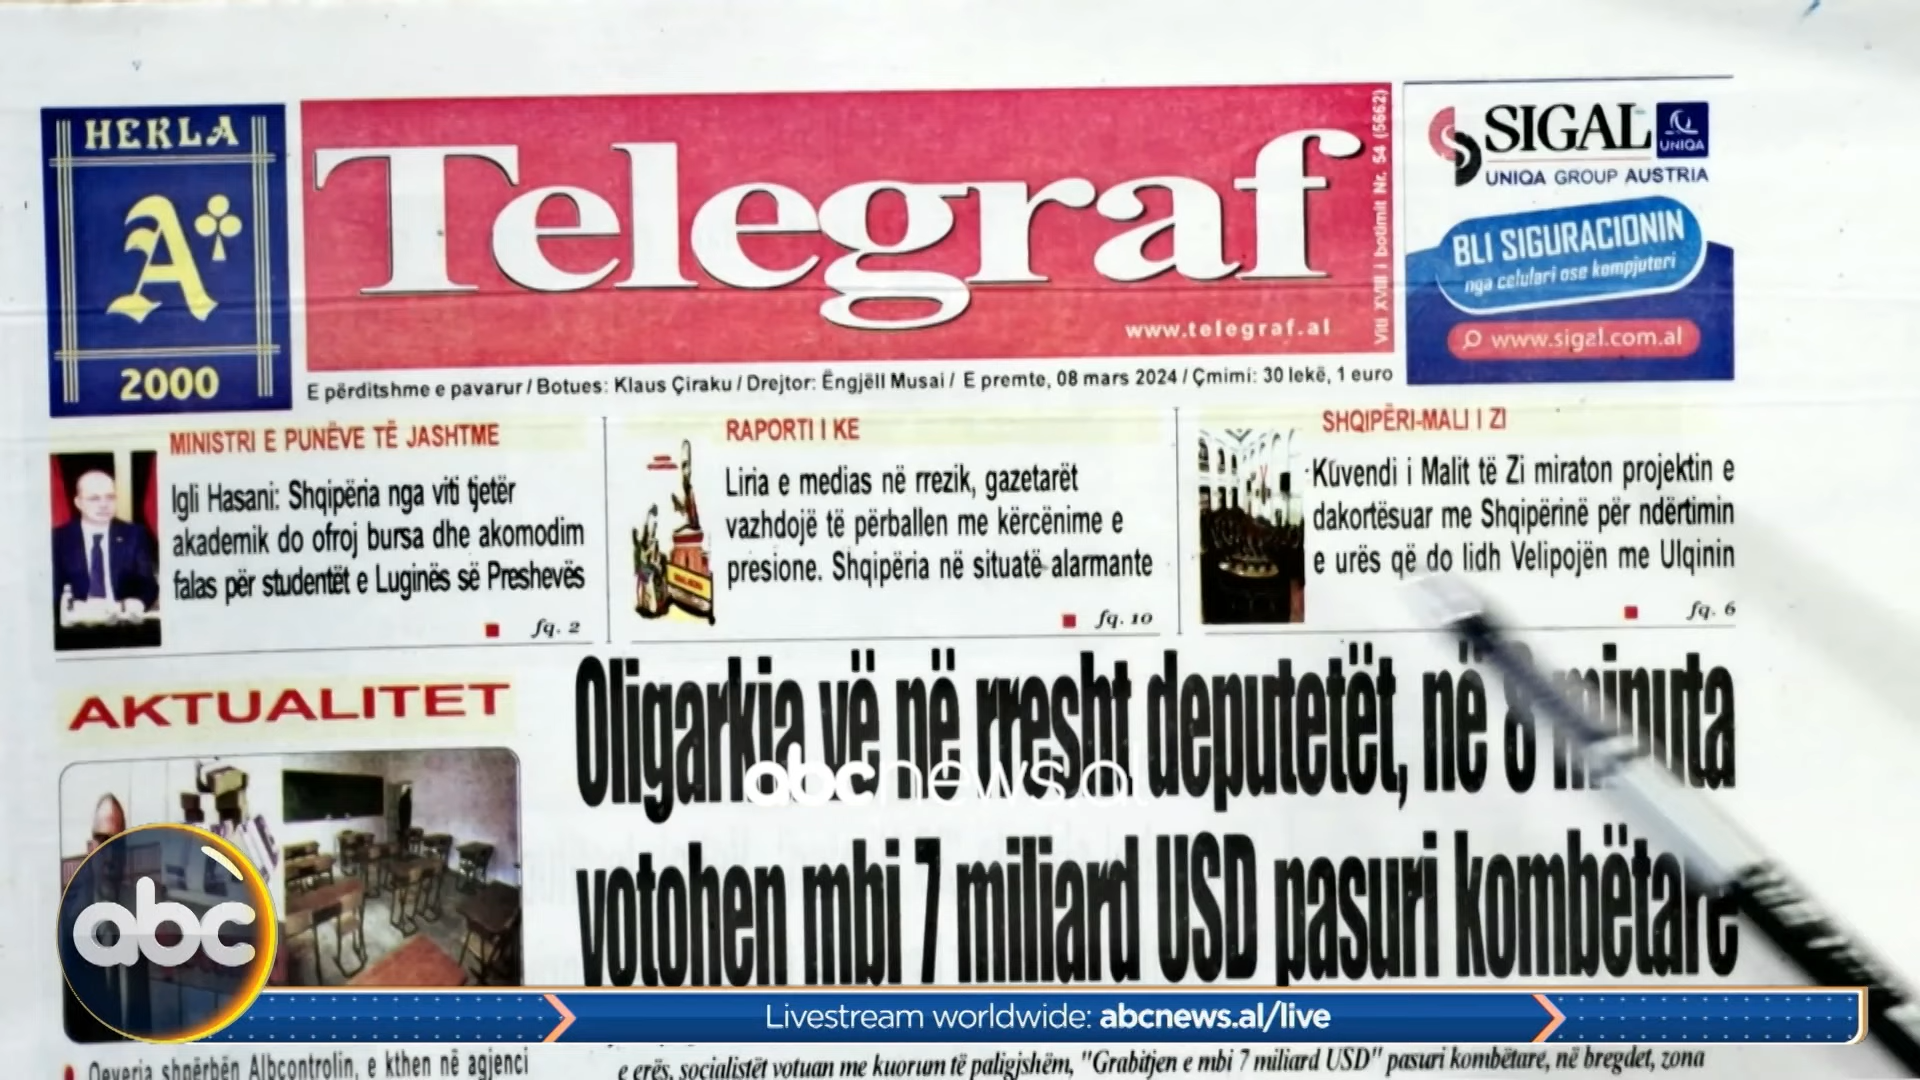 HEKLA
A
2000
Telegraf
www.telegraf.al
Viti XVIII i botimit Nr. 54 (5662)
SIGAL
UNIQA
UNIQA GROUP AUSTRIA
BLI SIGURACIONIN
nga celulari ose kompjuteri
www.sigal.com.al
E përditshme e pavarur / Botues: Klaus Çiraku / Drejtor: Ëngjëll Musai / E premte, 08 mars 2024 / Çmimi: 30 lekë, 1 euro
MINISTRI E PUNËVE TË JASHTME
Igli Hasani: Shqipëria nga viti tjetër
akademik do ofroj bursa dhe akomodim
falas për studentët e Luginës së Preshevës
fq. 2
RAPORTI I KE
Liria e medias në rrezik, gazetarët
vazhdojë të përballen me kërcënime e
presione. Shqipëria në situatë alarmante
fq. 10
SHQIPËRI-MALI I ZI
Kuvendi i Malit të Zi miraton projektin e
dakortësuar me Shqipërinë për ndërtimin
e urës që do lidh Velipojën me Ulqinin
fq. 6
AKTUALITET
Oligarkia vë në rresht deputetët, në 8 minuta
votohen mbi 7 miliard USD pasuri kombëtare
abcnews.al
abc
Livestream worldwide: abcnews.al/live
Qeveria shpërbën Albcontrolin, e kthen në agjenci
e erës, socialistët votuan me kuorum të paligjshëm, "Grabitjen e mbi 7 miliard USD" pasuri kombëtare, në bregdet, zona